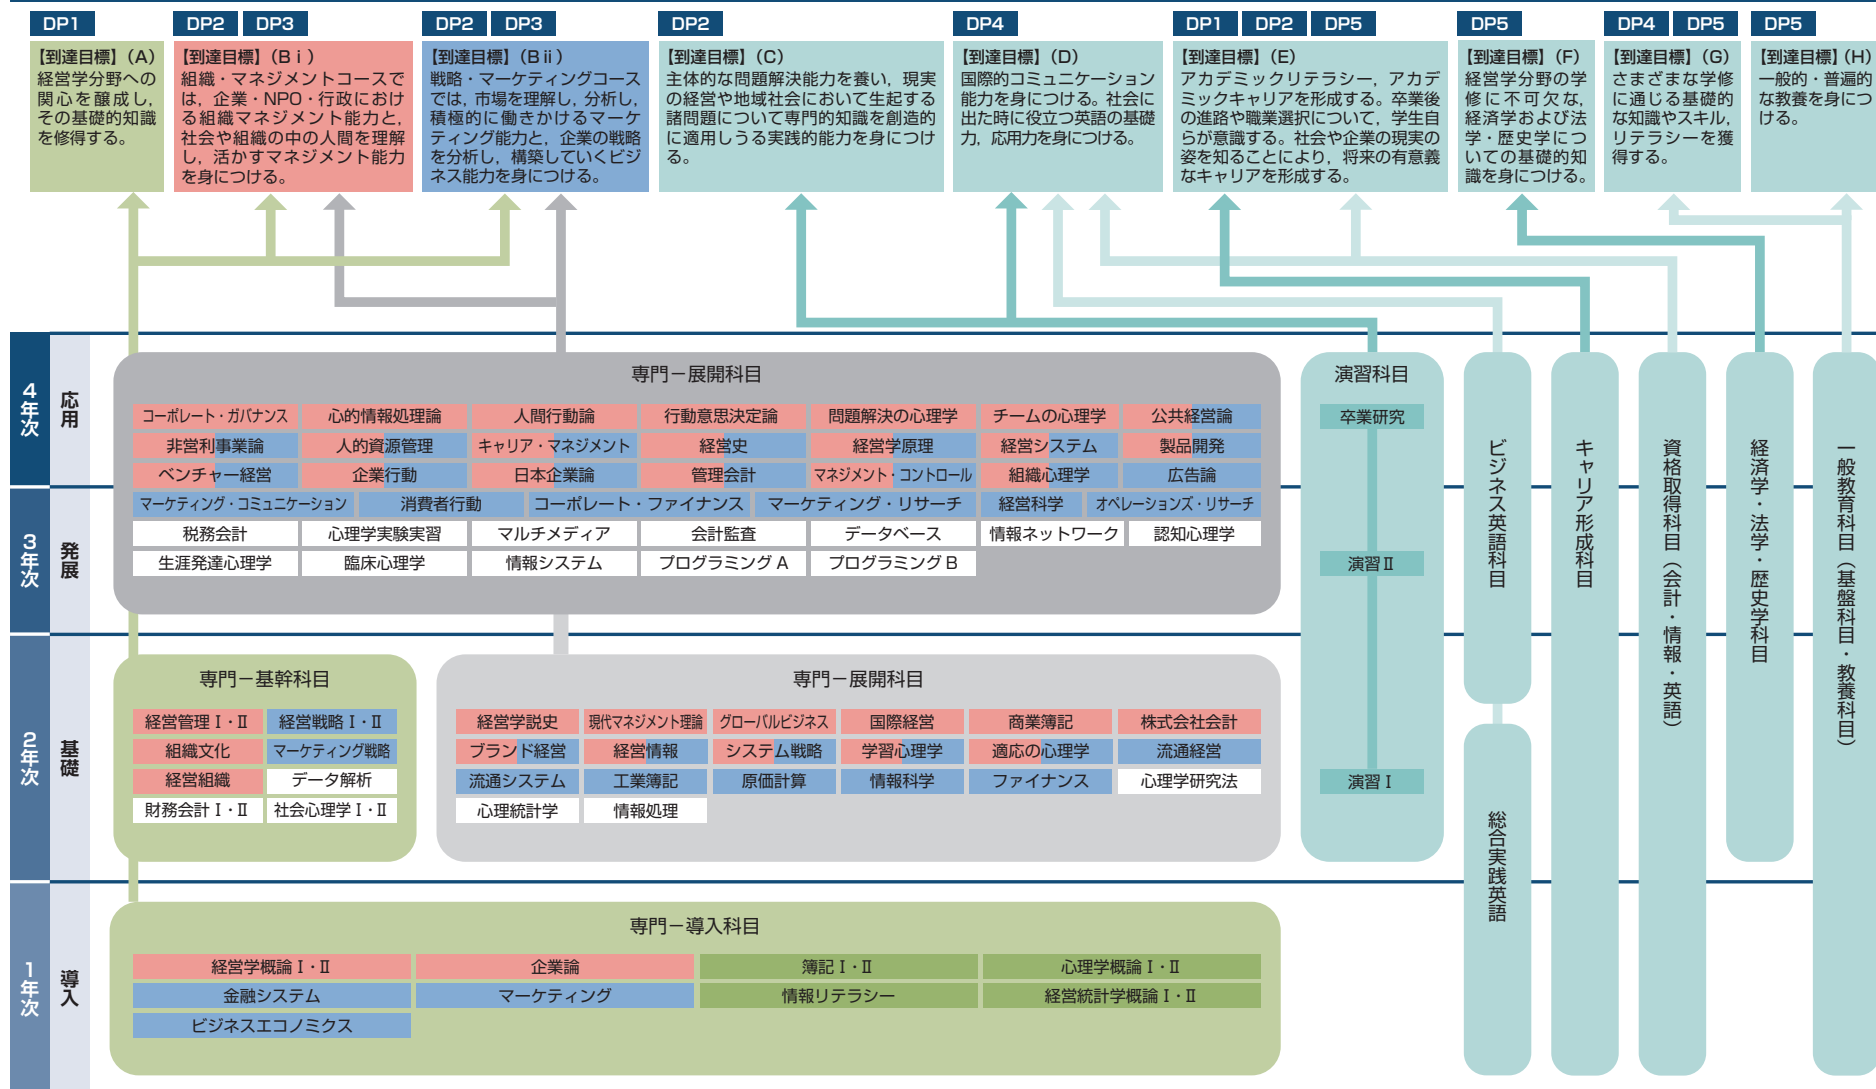 DP1
DP2 DP3
DP2 DP3
DP2
DP4
DP1 DP2 DP5
DP5
DP4 DP5
DP5
【到達目標】(A)
経営学分野への
関心を醸成し,
その基礎的知識
を修得する。
【到達目標】(Bⅰ)
組織・マネジメントコースで
は,企業・NPO・行政におけ
る組織マネジメント能力と,
社会や組織の中の人間を理解
し,活かすマネジメント能力
を身につける。
【到達目標】(Bⅱ)
戦略・マーケティングコース
では,市場を理解し,分析し,
積極的に働きかけるマーケ
ティング能力と,企業の戦略
を分析し,構築していくビジ
ネス能力を身につける。
【到達目標】(C)
主体的な問題解決能力を養い,現実
の経営や地域社会において生起する
諸問題について専門的知識を創造的
に適用しうる実践的能力を身につけ
る。
【到達目標】(D)
国際的コミュニケーション
能力を身につける。社会に
出た時に役立つ英語の基礎
力,応用力を身につける。
【到達目標】(E)
アカデミックリテラシー,アカデ
ミックキャリアを形成する。卒業後
の進路や職業選択について,学生自
らが意識する。社会や企業の現実の
姿を知ることにより,将来の有意義
なキャリアを形成する。
【到達目標】(F)
経営学分野の学
修に不可欠な,
経済学および法
学・歴史学につ
いての基礎的知
識を身につける。
【到達目標】(G)
さまざまな学修
に通じる基礎的
な知識やスキル,
リテラシーを獲
得する。
【到達目標】(H)
一般的・普遍的
な教養を身につ
ける。
4年次
応用
3年次
発展
2年次
基礎
1年次
導入
専門-展開科目
コーポレート・ガバナンス 心的情報処理論 人間行動論 行動意思決定論 問題解決の心理学 チームの心理学 公共経営論
非営利事業論 人的資源管理 キャリア・マネジメント 経営史 経営学原理 経営システム 製品開発
ベンチャー経営 企業行動 日本企業論 管理会計 マネジメント・コントロール 組織心理学 広告論
マーケティング・コミュニケーション 消費者行動 コーポレート・ファイナンス マーケティング・リサーチ 経営科学 オペレーションズ・リサーチ
税務会計 心理学実験実習 マルチメディア 会計監査 データベース 情報ネットワーク 認知心理学
生涯発達心理学 臨床心理学 情報システム プログラミングA プログラミングB
専門-基幹科目
経営管理Ⅰ・Ⅱ 経営戦略Ⅰ・Ⅱ
組織文化 マーケティング戦略
経営組織 データ解析
財務会計Ⅰ・Ⅱ 社会心理学Ⅰ・Ⅱ
専門-展開科目
経営学説史 現代マネジメント理論 グローバルビジネス 国際経営 商業簿記 株式会社会計
ブランド経営 経営情報 システム戦略 学習心理学 適応の心理学 流通経営
流通システム 工業簿記 原価計算 情報科学 ファイナンス 心理学研究法
心理統計学 情報処理
専門-導入科目
経営学概論Ⅰ・Ⅱ 企業論 簿記Ⅰ・Ⅱ 心理学概論Ⅰ・Ⅱ
金融システム マーケティング 情報リテラシー 経営統計学概論Ⅰ・Ⅱ
ビジネスエコノミクス
演習科目
卒業研究
演習Ⅱ
演習Ⅰ
ビジネス英語科目
総合実践英語
キャリア形成科目
資格取得科目(会計・情報・英語)
経済学・法学・歴史学科目
一般教育科目(基盤科目・教養科目)